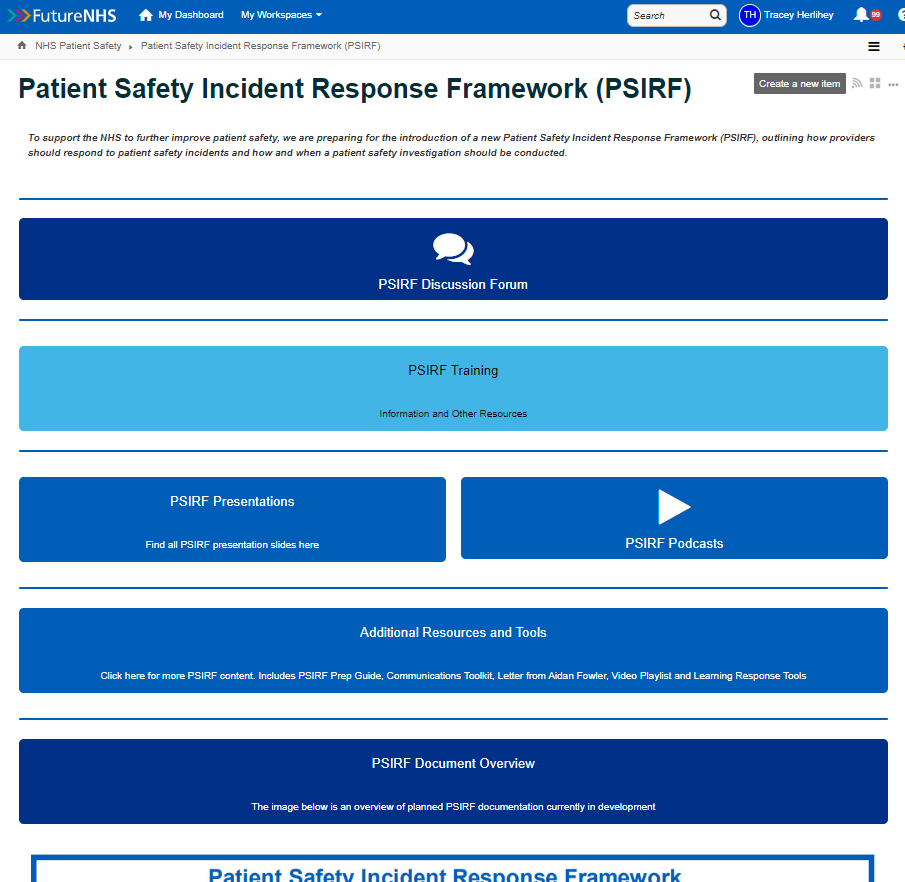 FutureNHS My Dashboard My Workspaces Search TH Tracey Herlihey 99
NHS Patient Safety Patient Safety Incident Response Framework (PSIRF)
Patient Safety Incident Response Framework (PSIRF)
Create a new item
To support the NHS to further improve patient safety, we are preparing for the introduction of a new Patient Safety Incident Response Framework (PSIRF), outlining how providers
should respond to patient safety incidents and how and when a patient safety investigation should be conducted.
PSIRF Discussion Forum
PSIRF Training
Information and Other Resources
PSIRF Presentations
Find all PSIRF presentation slides here
PSIRF Podcasts
Additional Resources and Tools
Click here for more PSIRF content. Includes PSIRF Prep Guide, Communications Toolkit, Letter from Aidan Fowler, Video Playlist and Learning Response Tools
PSIRF Document Overview
The image below is an overview of planned PSIRF documentation currently in development
Patient Safety Incident Response Framework